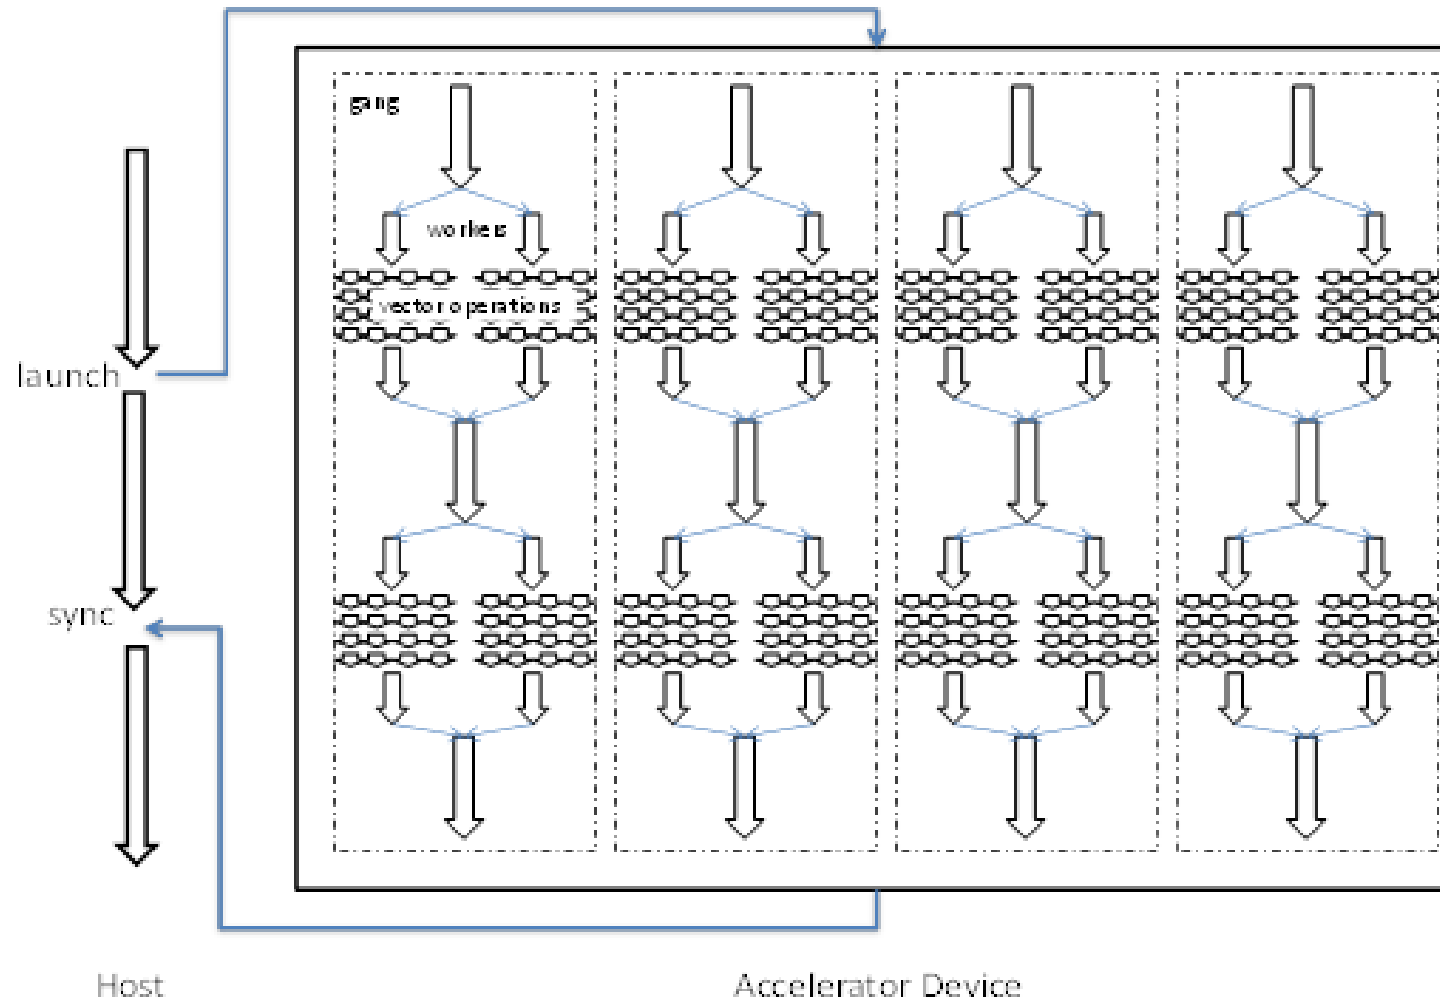 gang
workers
vector operations
launch
sync
Host
Accelerator Device